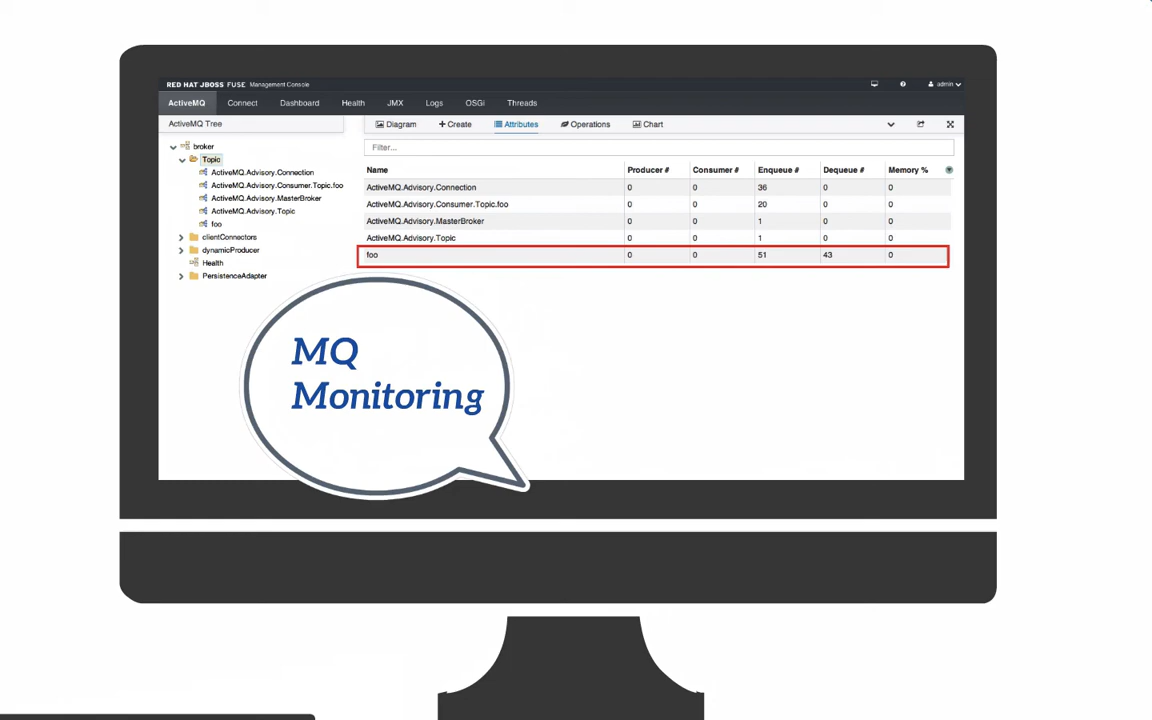 RED HAT JBOSS FUSE Management Console
admin
ActiveMQ Connect Dashboard Health JMX Logs OSGi Threads
ActiveMQ Tree
Diagram Create Attributes Operations Chart
broker
Topic
ActiveMQ.Advisory.Connection
ActiveMQ.Advisory.Consumer.Topic.foo
ActiveMQ.Advisory.MasterBroker
ActiveMQ.Advisory.Topic
foo
clientConnectors
dynamicProducer
Health
PersistenceAdapter
Filter...
Name Producer # Consumer # Enqueue # Dequeue # Memory %
ActiveMQ.Advisory.Connection 0 0 36 0 0
ActiveMQ.Advisory.Consumer.Topic.foo 0 0 20 0 0
ActiveMQ.Advisory.MasterBroker 0 0 1 0 0
ActiveMQ.Advisory.Topic 0 0 1 0 0
foo 0 0 51 43 0
MQ
Monitoring